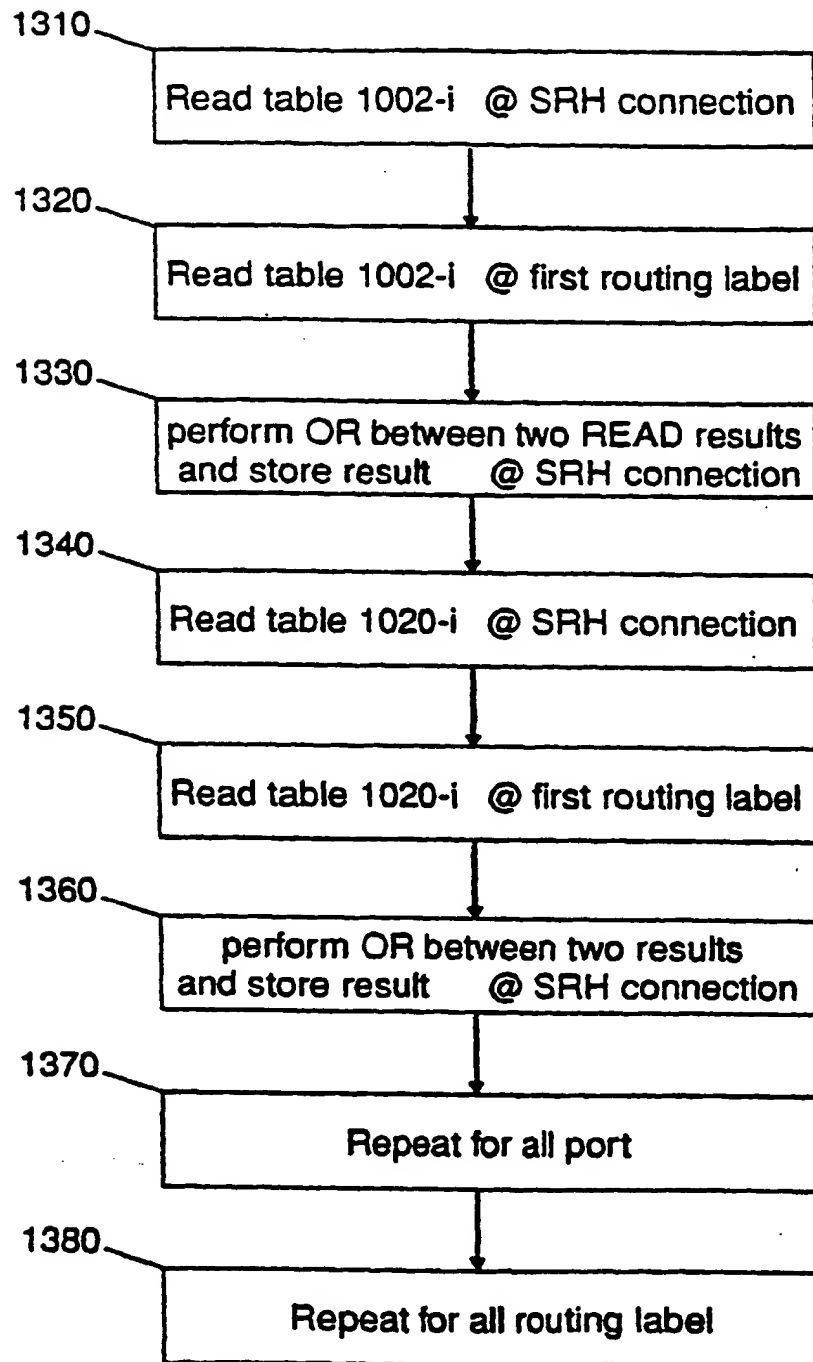 1310
Read table 1002-i @ SRH connection
1320
Read table 1002-i @ first routing label
1330
perform OR between two READ results
and store result @ SRH connection
1340
Read table 1020-i @ SRH connection
1350
Read table 1020-i @ first routing label
1360
perform OR between two results
and store result @ SRH connection
1370
Repeat for all port
1380
Repeat for all routing label